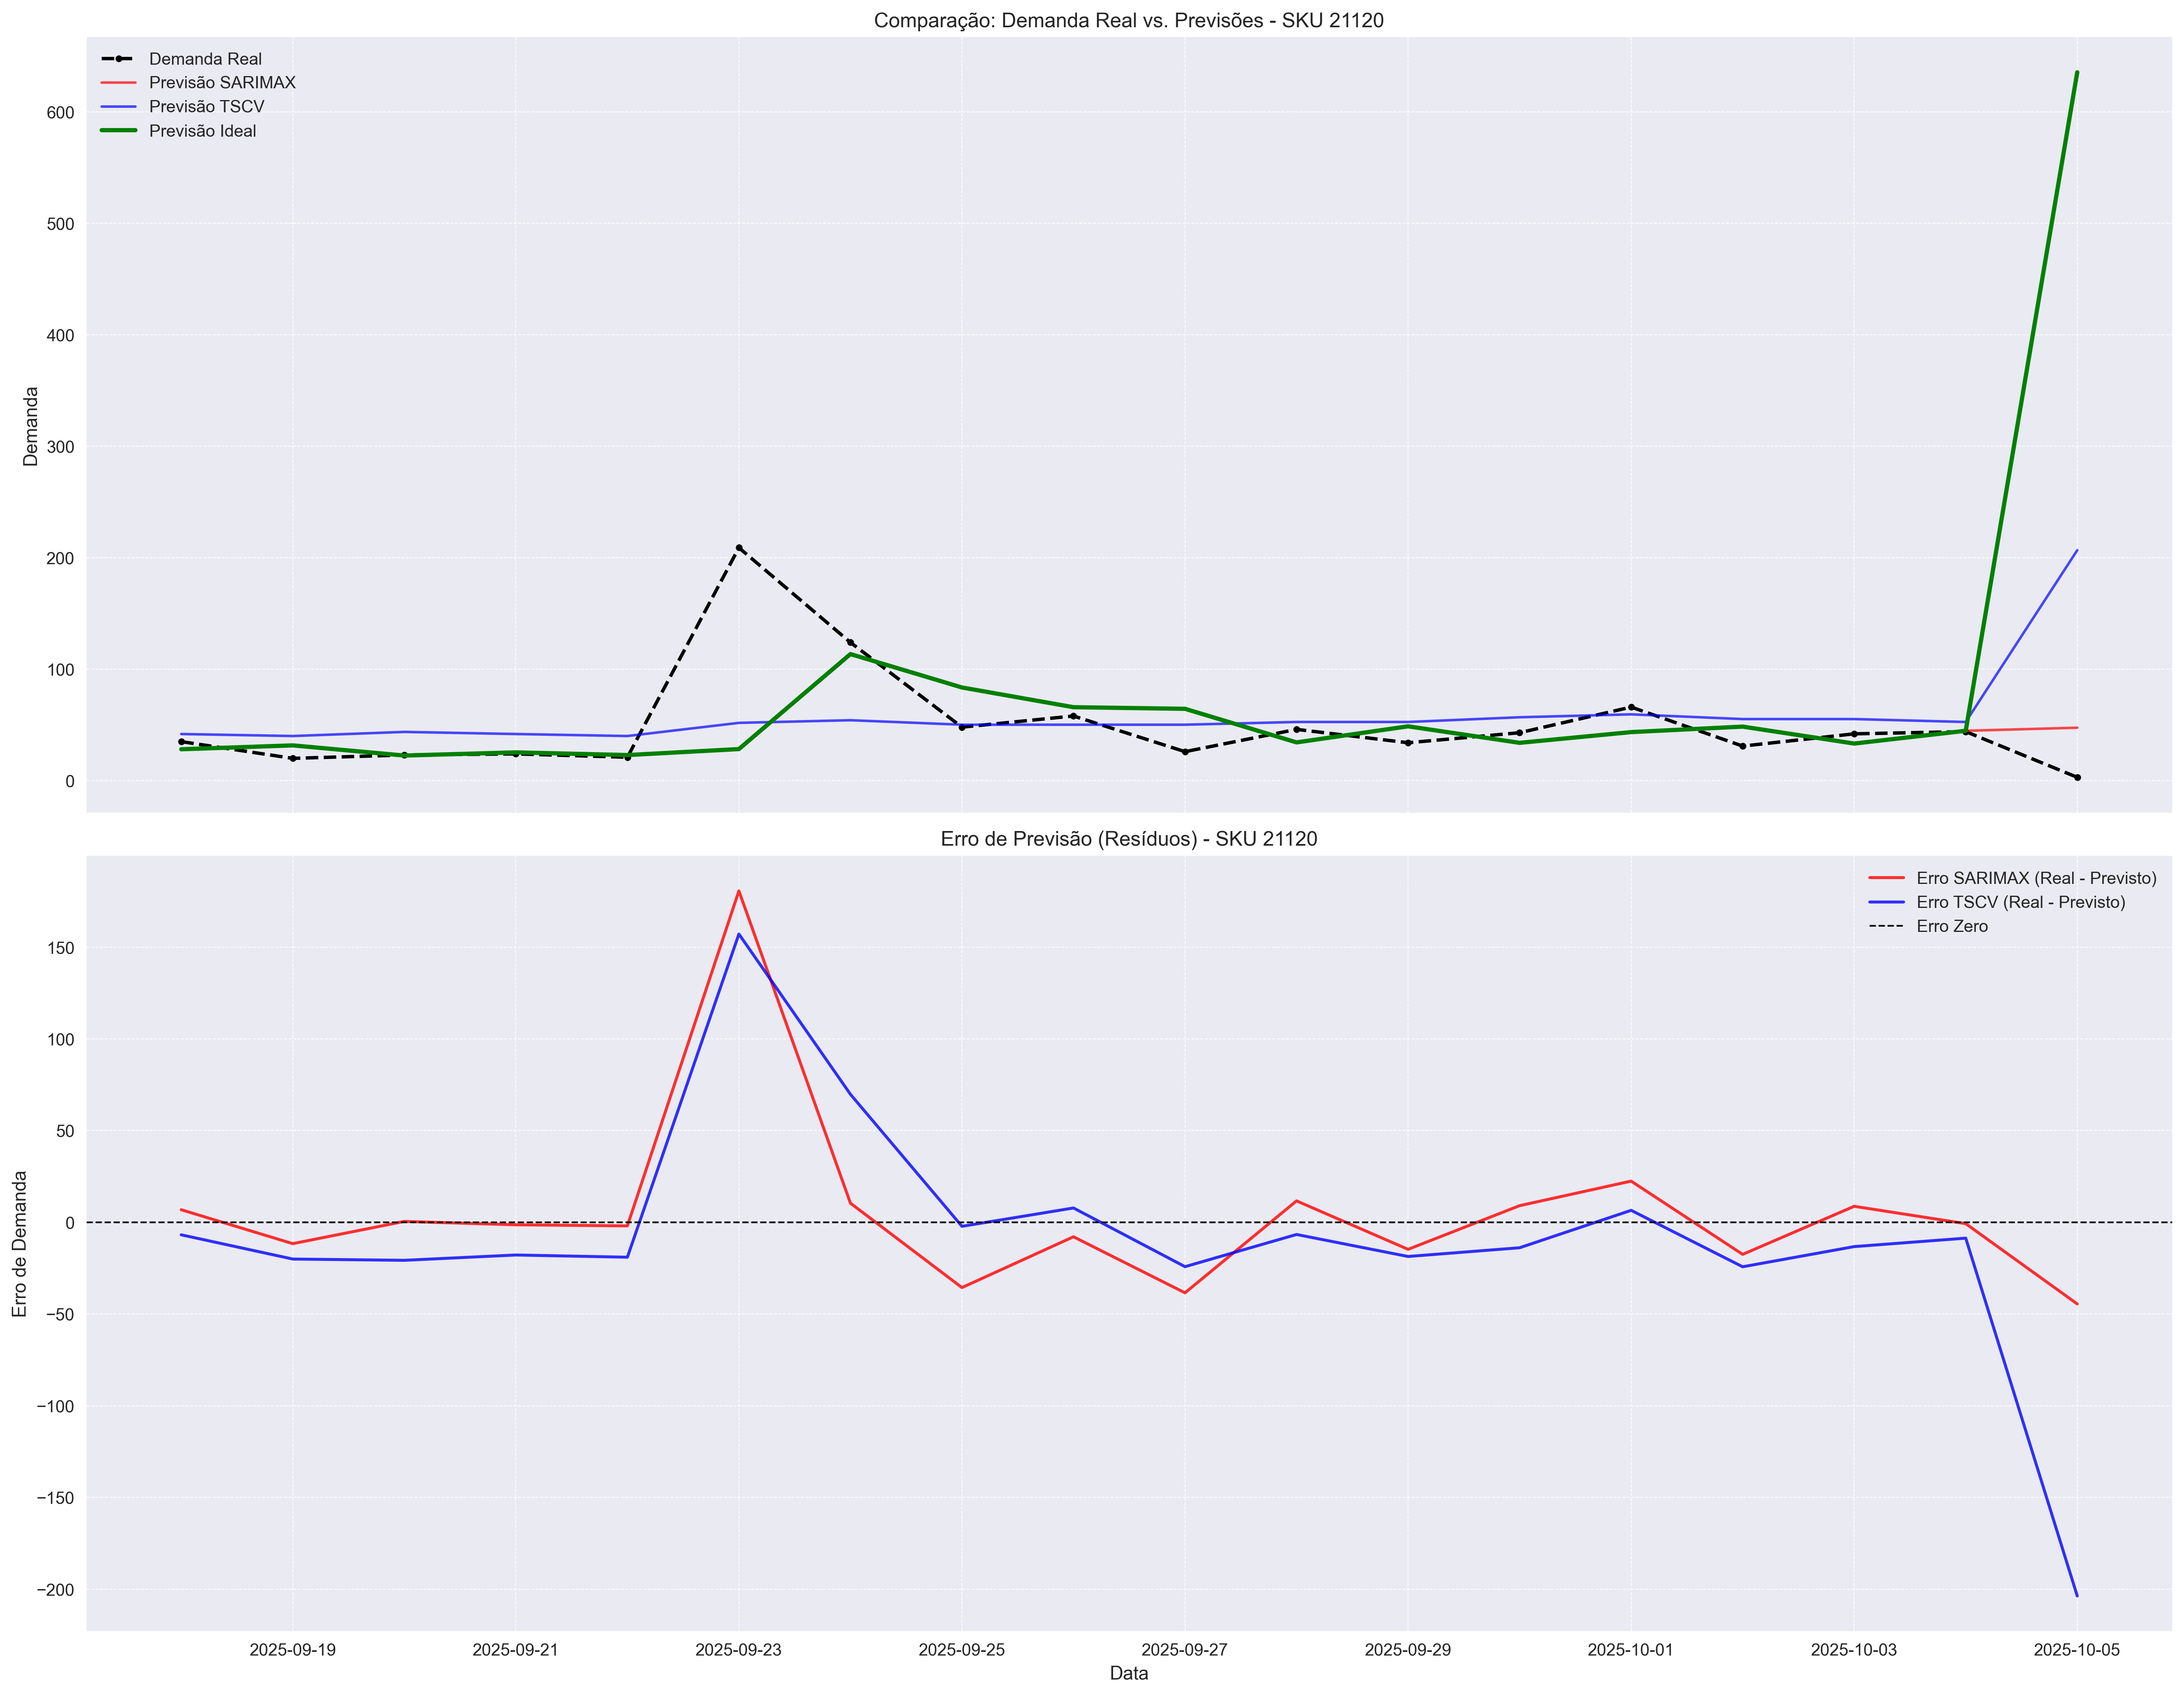 Comparação: Demanda Real vs. Previsões - SKU 21120
Demanda Real
Previsão SARIMAX
Previsão TSCV
Previsão Ideal
600
500
400
300
200
100
0
Demanda
Erro de Previsão (Resíduos) - SKU 21120
Erro SARIMAX (Real - Previsto)
Erro TSCV (Real - Previsto)
Erro Zero
150
100
50
0
−50
−100
−150
−200
Erro de Demanda
2025-09-19 2025-09-21 2025-09-23 2025-09-25 2025-09-27 2025-09-29 2025-10-01 2025-10-03 2025-10-05
Data